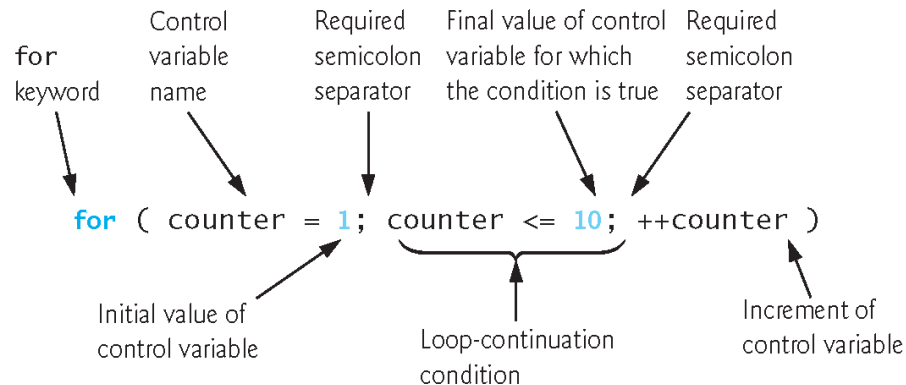 for
keyword
Control
variable
name
Required
semicolon
separator
Final value of control
variable for which
the condition is true
Required
semicolon
separator
for ( counter = 1; counter <= 10; ++counter )
Initial value of
control variable
Loop-continuation
condition
Increment of
control variable